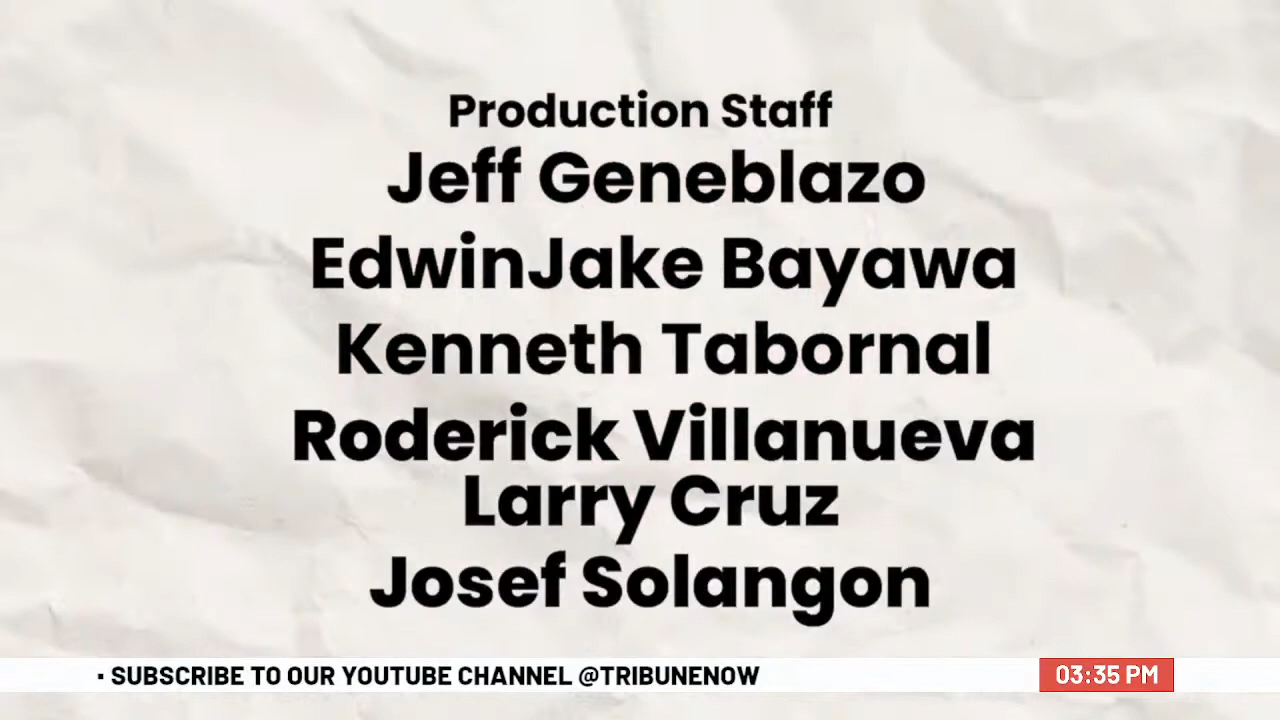 Production Staff
Jeff Geneblazo
EdwinJake Bayawa
Kenneth Tabornal
Roderick Villanueva
Larry Cruz
Josef Solangon
▪ SUBSCRIBE TO OUR YOUTUBE CHANNEL @TRIBUNENOW
03:35 PM